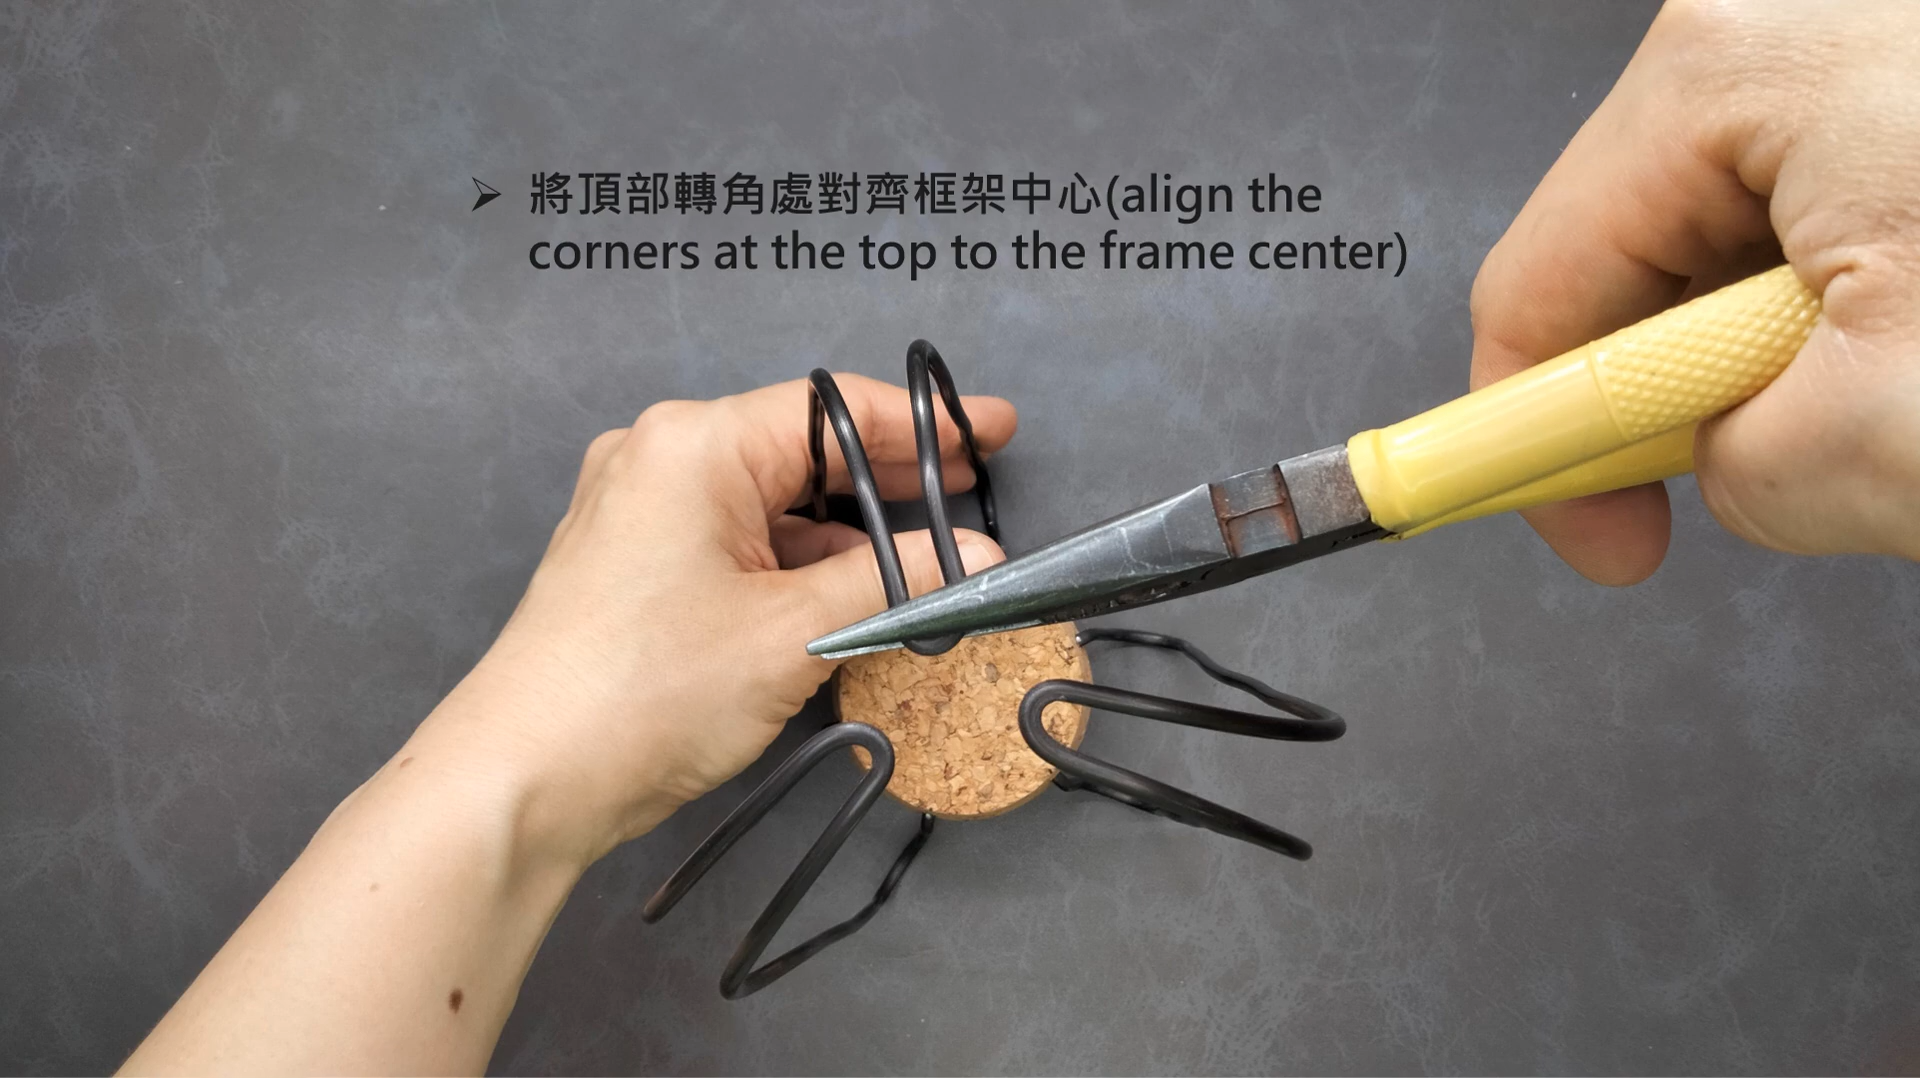 ➢ 將頂部轉角處對齊框架中心(align the
corners at the top to the frame center)